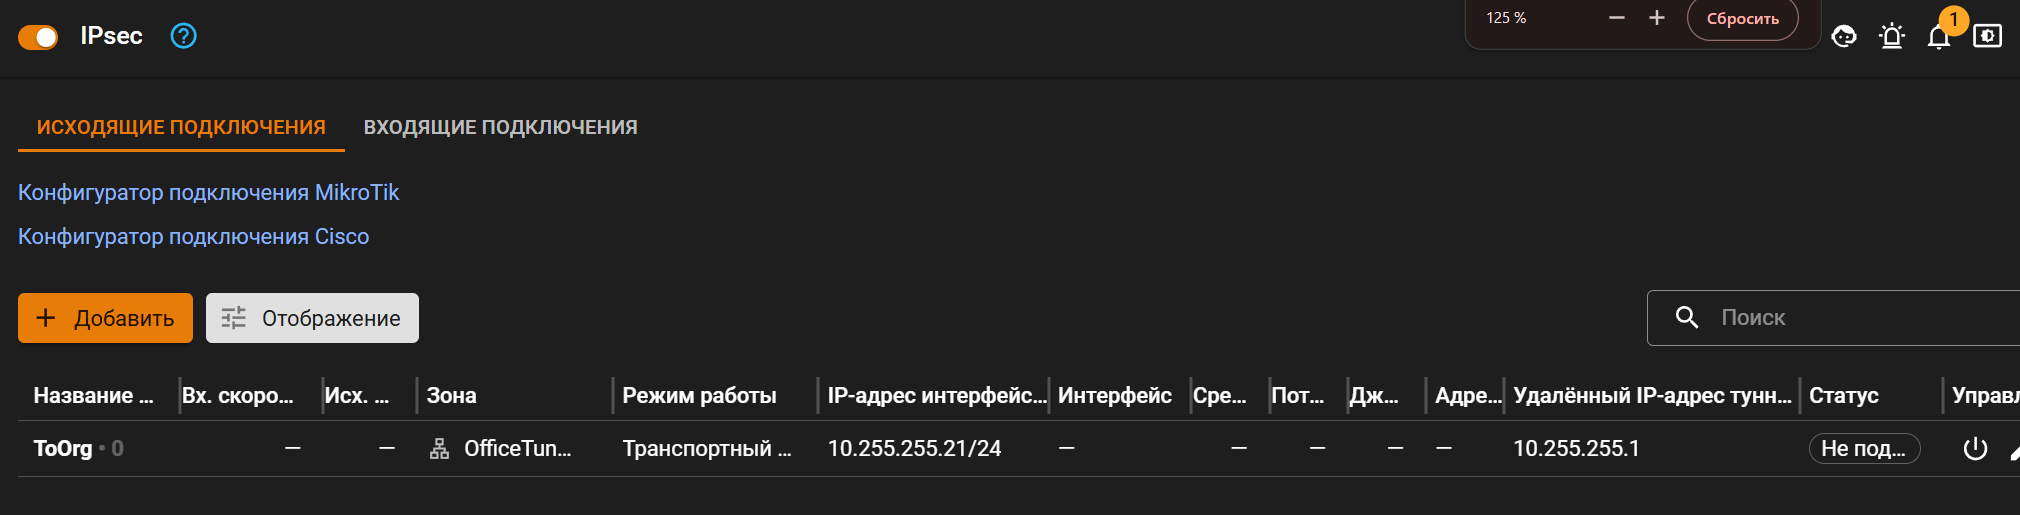 IPsec
125 %
Сбросить
1
ИСХОДЯЩИЕ ПОДКЛЮЧЕНИЯ
ВХОДЯЩИЕ ПОДКЛЮЧЕНИЯ
Конфигуратор подключения MikroTik
Конфигуратор подключения Cisco
Добавить
Отображение
Поиск
Название ... Вх. скоро... Исх. ... Зона Режим работы IP-адрес интерфейс... Интерфейс Сре... Пот... Дж... Адре... Удалённый IP-адрес тунн... Статус Управл
ToOrg • 0 — — OfficeTun... Транспортный ... 10.255.255.21/24 — — — — — 10.255.255.1 Не под...